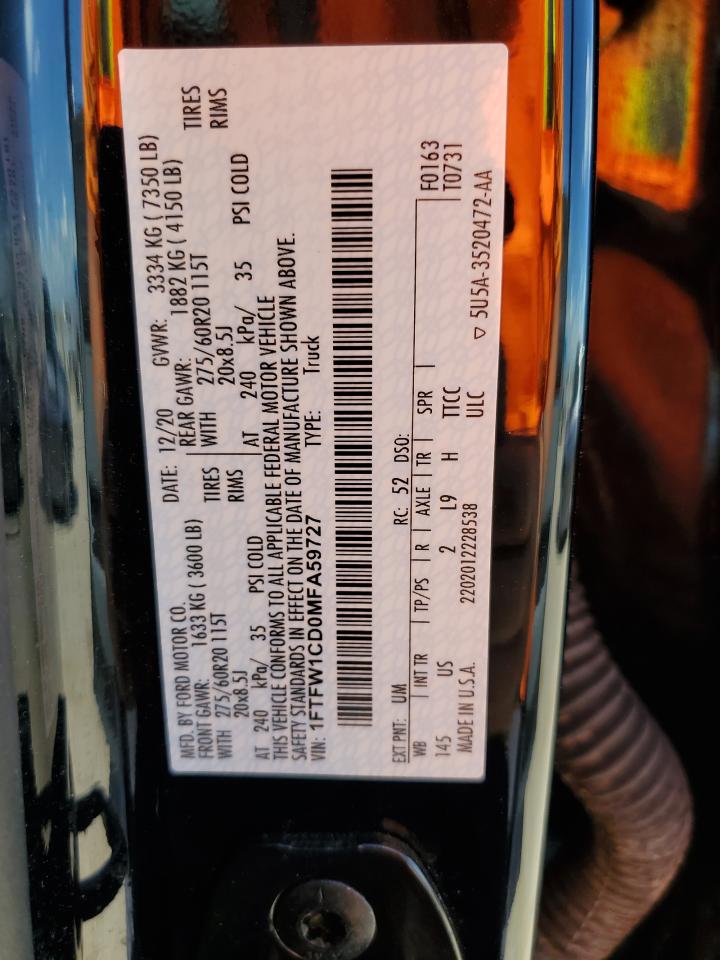 MFD. BY FORD MOTOR CO.
DATE: 12/20 GVWR: 3334 KG ( 7350 LB)
FRONT GAWR: 1633 KG ( 3600 LB)
REAR GAWR: 1882 KG ( 4150 LB)
WITH 275/60R20 115T TIRES
WITH 275/60R20 115T TIRES
20x8.5J RIMS
20x8.5J RIMS
AT 240 kPa/ 35 PSI COLD
AT 240 kPa/ 35 PSI COLD
THIS VEHICLE CONFORMS TO ALL APPLICABLE FEDERAL MOTOR VEHICLE
SAFETY STANDARDS IN EFFECT ON THE DATE OF MANUFACTURE SHOWN ABOVE.
VIN: 1FTFW1CD0MFA59727 TYPE: Truck
EXT PNT: UM RC: 52 DSO: F0163
WB INT TR TP/PS R AXLE TR SPR T0731
145 US 2 L9 H TTCC
MADE IN U.S.A. 2202012228538 ULC ▽ 5U5A-3520472-AA